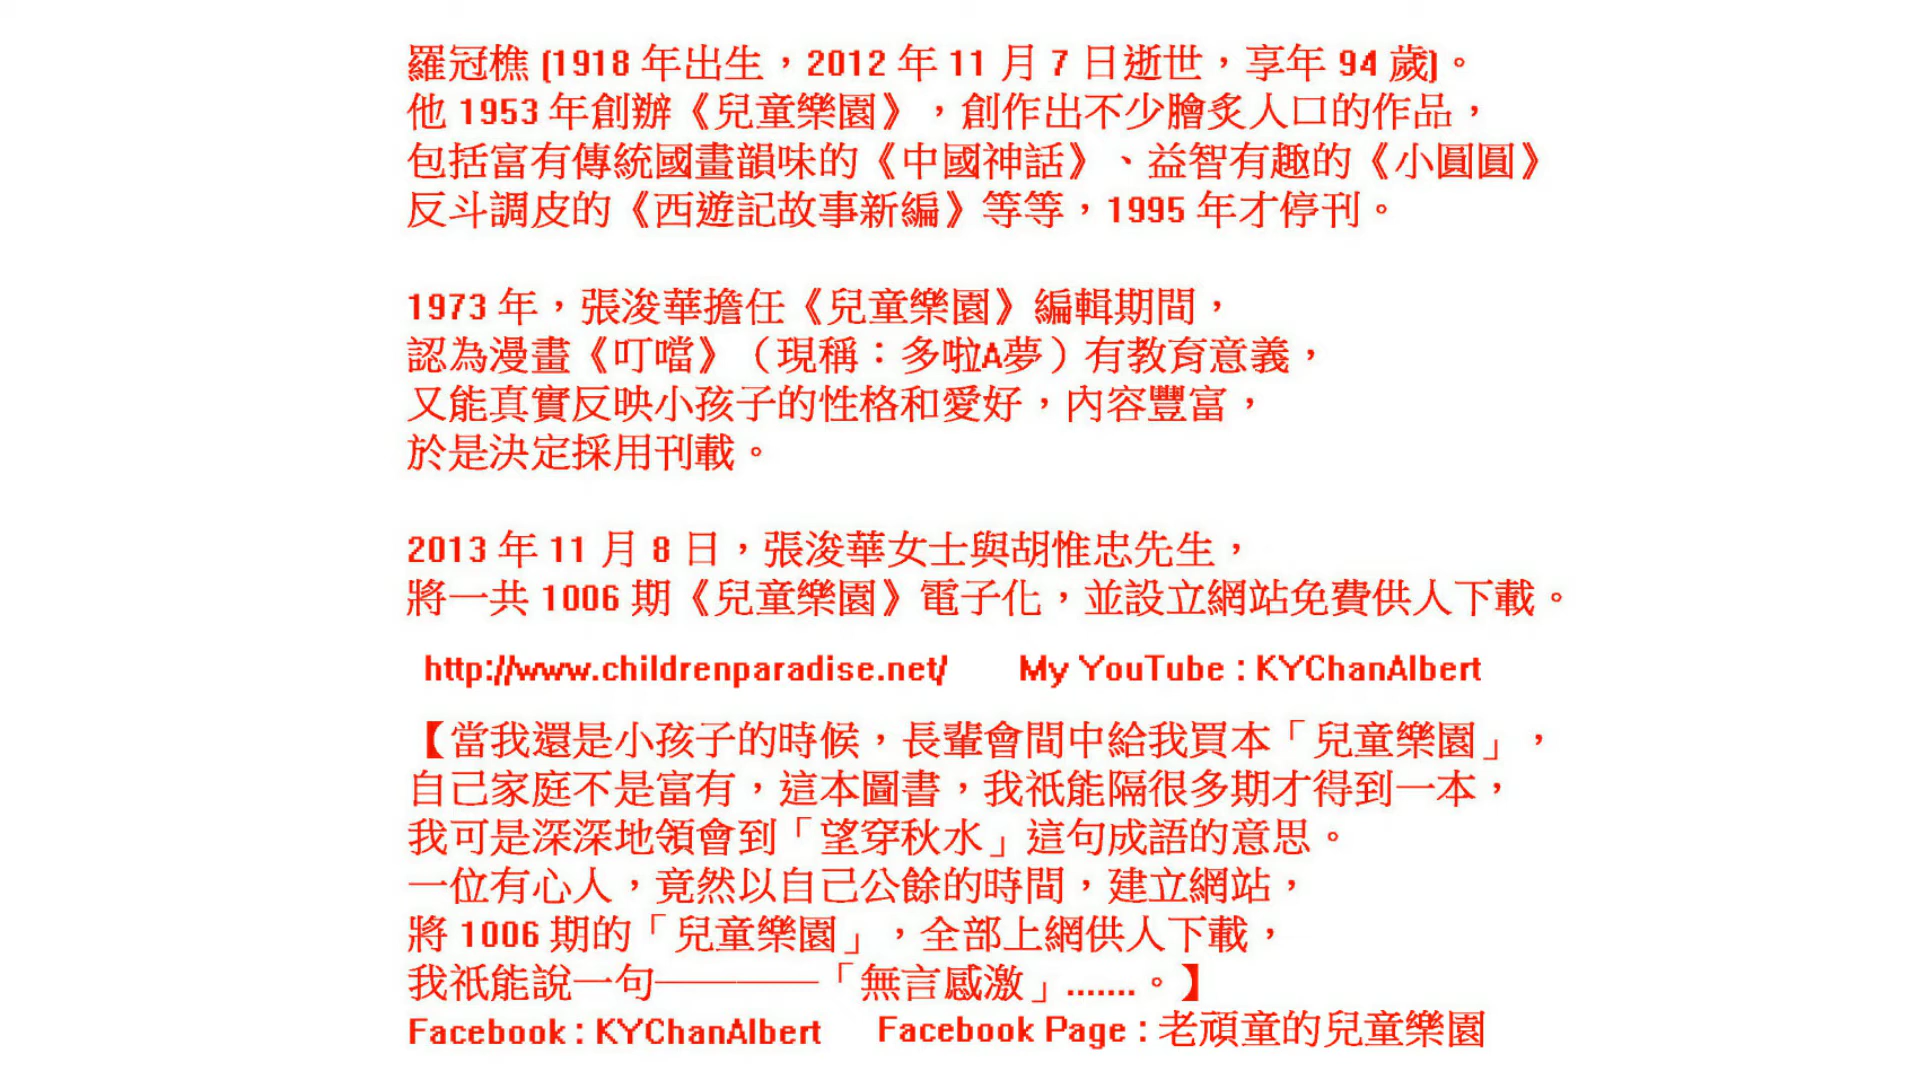 羅冠樵 (1918 年出生，2012 年 11 月 7 日逝世，享年 94 歲)。
他 1953 年創辦《兒童樂園》，創作出不少膾炙人口的作品，
包括富有傳統國畫韻味的《中國神話》、益智有趣的《小圓圓》
反斗調皮的《西遊記故事新編》等等，1995 年才停刊。
1973 年，張浚華擔任《兒童樂園》編輯期間，
認為漫畫《叮噹》（現稱：多啦A夢）有教育意義，
又能真實反映小孩子的性格和愛好，內容豐富，
於是決定採用刊載。
2013 年 11 月 8 日，張浚華女士與胡惟忠先生，
將一共 1006 期《兒童樂園》電子化，並設立網站免費供人下載。
http://www.childrenparadise.net/ My YouTube : KYChanAlbert
【當我還是小孩子的時候，長輩會間中給我買本「兒童樂園」，
自己家庭不是富有，這本圖書，我祇能隔很多期才得到一本，
我可是深深地領會到「望穿秋水」這句成語的意思。
一位有心人，竟然以自己公餘的時間，建立網站，
將 1006 期的「兒童樂園」，全部上網供人下載，
我祇能說一句————「無言感激」.......。】
Facebook : KYChanAlbert Facebook Page : 老頑童的兒童樂園